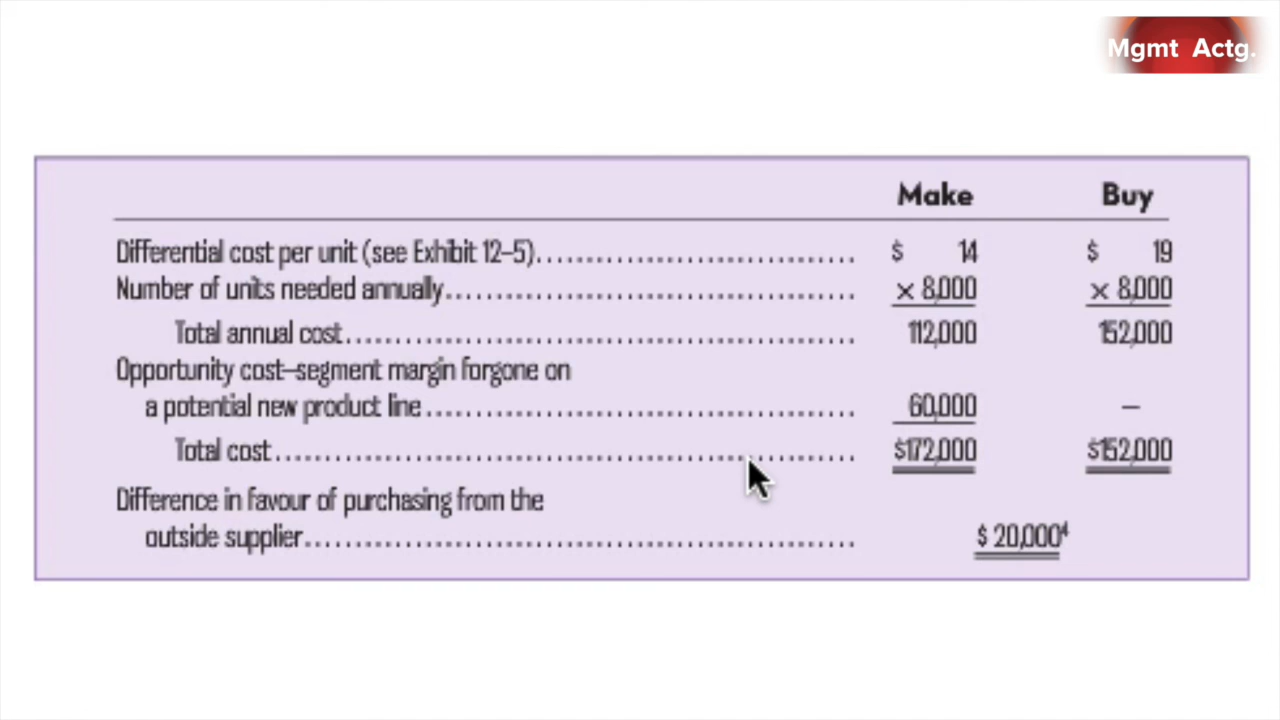 Mgmt Actg.
Make Buy
Differential cost per unit (see Exhibit 12–5).............................. $ 14 $ 19
Number of units needed annually.......................................... × 8,000 × 8,000
Total annual cost.................................................. 112,000 152,000
Opportunity cost–segment margin forgone on
a potential new product line........................................... 60,000 –
Total cost......................................................... $172,000 $152,000
Difference in favour of purchasing from the
outside supplier...................................................... $ 20,000⁴